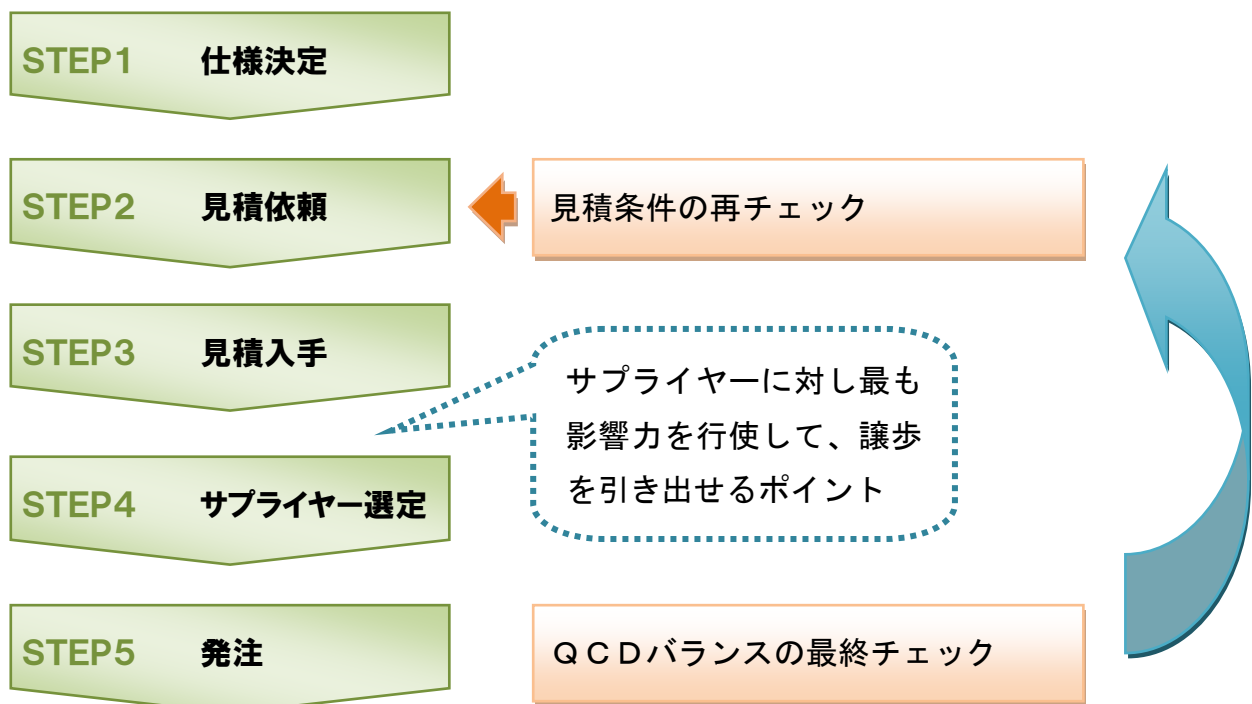 STEP1 仕様決定
STEP2 見積依頼
見積条件の再チェック
STEP3 見積入手
サプライヤーに対し最も
影響力を行使して、譲歩
を引き出せるポイント
STEP4 サプライヤー選定
STEP5 発注
ＱＣＤバランスの最終チェック